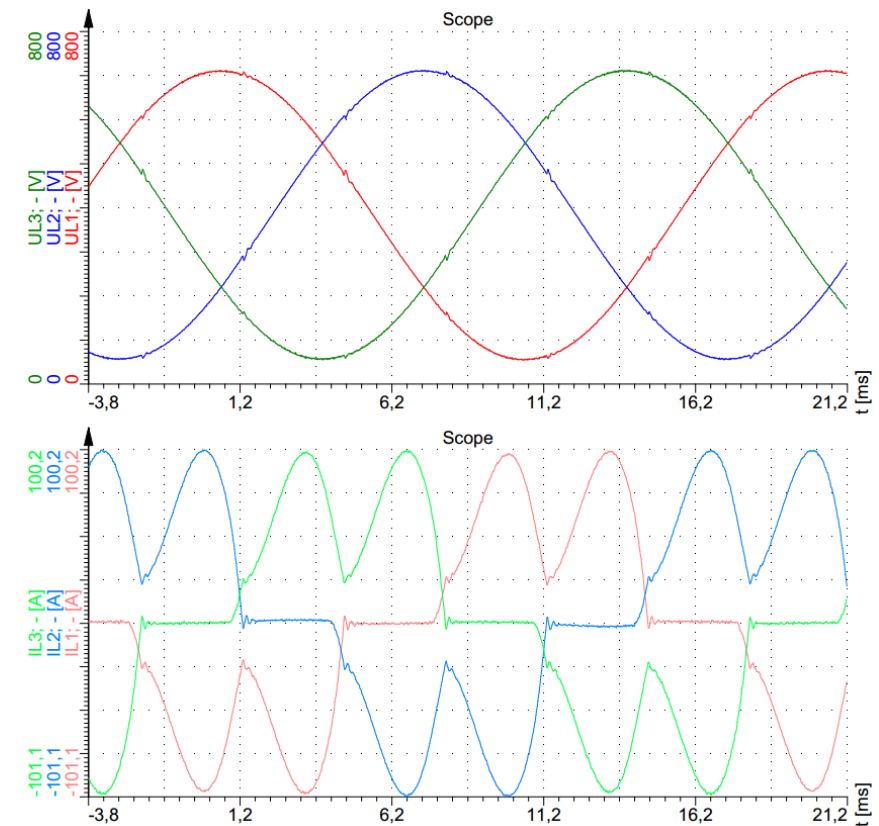 Scope
UL3; - [V] 0 800
UL2; - [V] 0 800
UL1; - [V] 0 800
-3,8 1,2 6,2 11,2 16,2 21,2 t [ms]
Scope
IL3; - [A] -101,1 100,2
IL2; - [A] -101,1 100,2
IL1; - [A] -101,1 100,2
-3,8 1,2 6,2 11,2 16,2 21,2 t [ms]